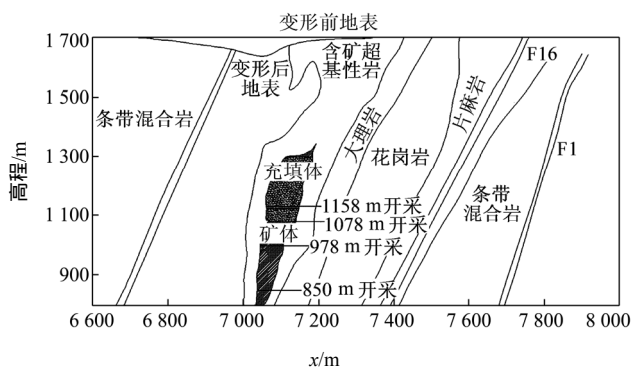 变形前地表
1 700
1 500
1 300
1 100
900
高程/m
含矿超
基性岩
变形后
地表
条带混合岩
大理岩
花岗岩
片麻岩
F16
F1
条带
混合岩
充填体
1158 m开采
1078 m开采
矿体
978 m开采
850 m开采
6 600
6 800
7 000
7 200
7 400
7 600
7 800
8 000
x/m